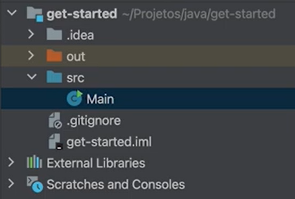 get-started ~/Projetos/java/get-started
.idea
out
src
Main
.gitignore
get-started.iml
External Libraries
Scratches and Consoles